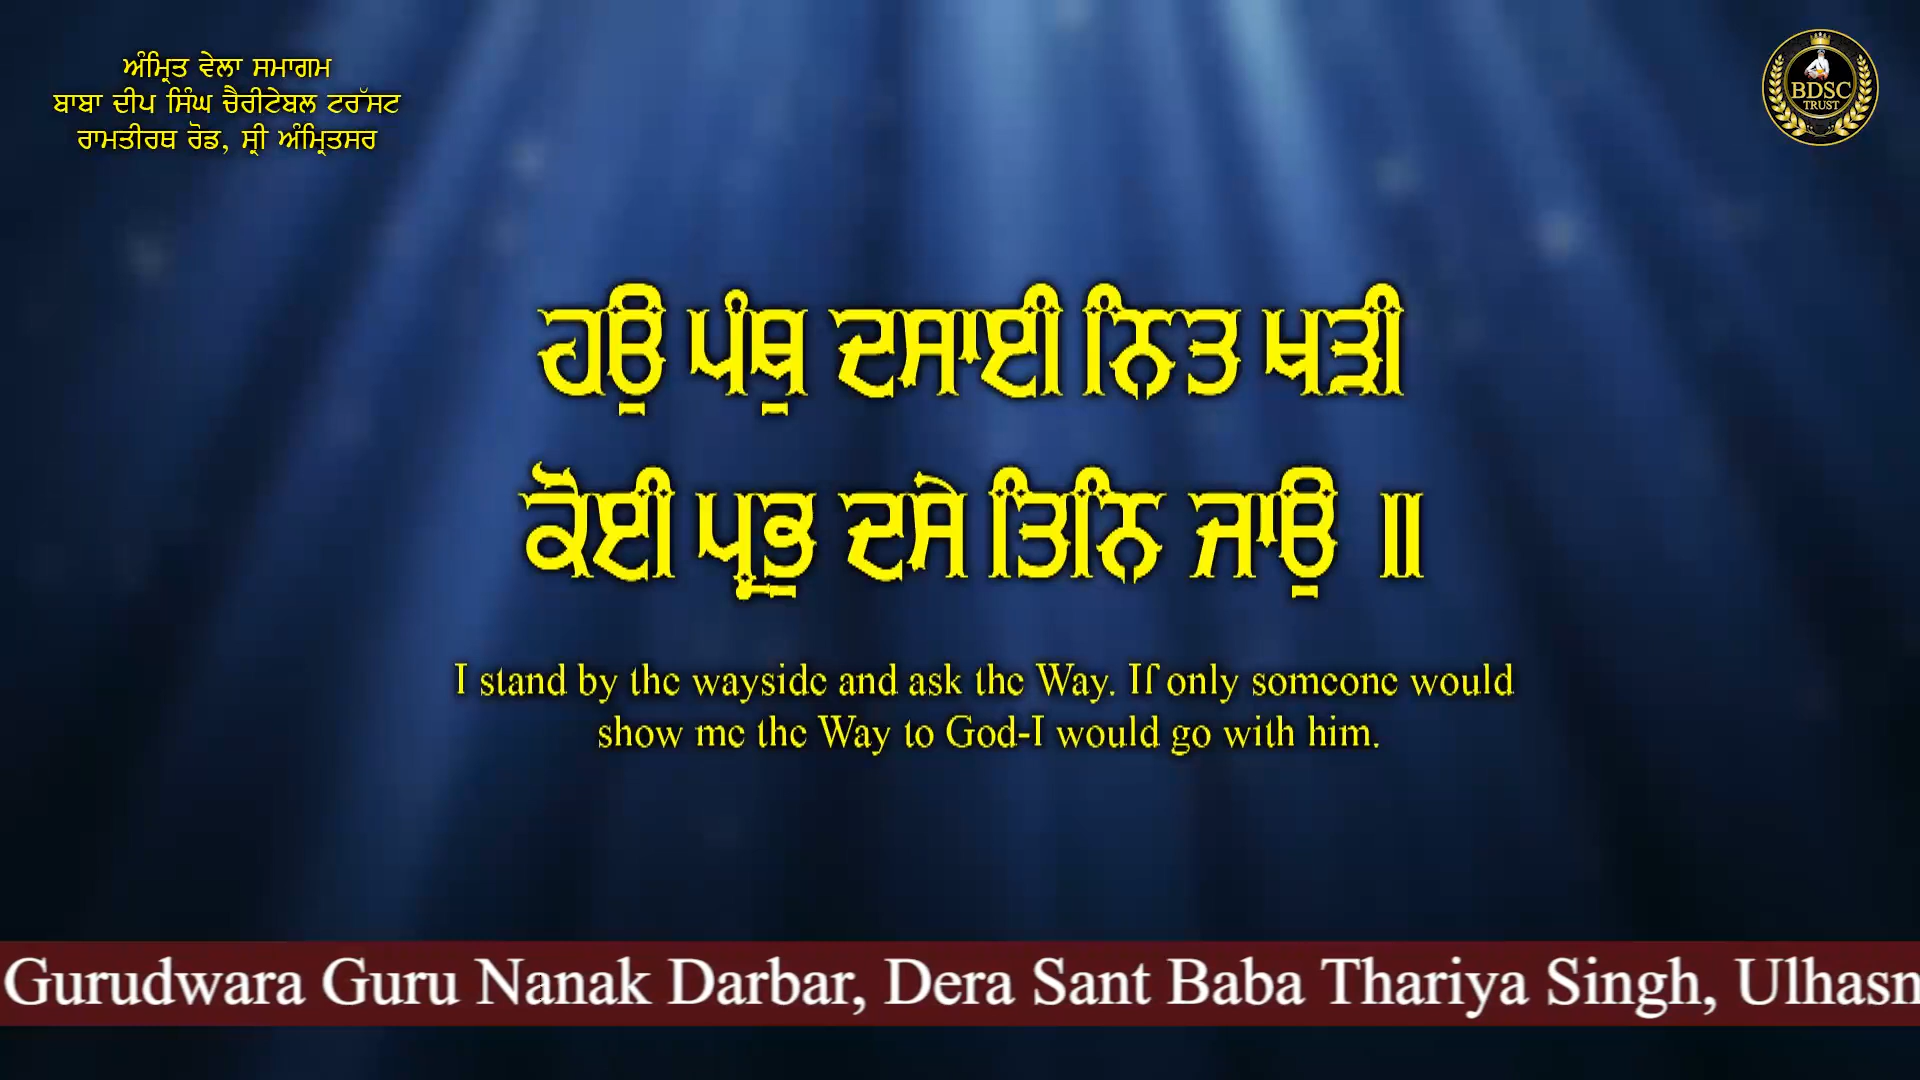 ਅੰਮ੍ਰਿਤ ਵੇਲਾ ਸਮਾਗਮ
ਬਾਬਾ ਦੀਪ ਸਿੰਘ ਚੈਰੀਟੇਬਲ ਟਰੱਸਟ
ਰਾਮਤੀਰਥ ਰੋਡ, ਸ੍ਰੀ ਅੰਮ੍ਰਿਤਸਰ
BDSC
TRUST
ਹਉ ਪੰਥੁ ਦਸਾਈ ਨਿਤ ਖੜੀ
ਕੋਈ ਪ੍ਰਭੁ ਦਸੇ ਤਿਨਿ ਜਾਉ ॥
I stand by the wayside and ask the Way. If only someone would
show me the Way to God-I would go with him.
Gurudwara Guru Nanak Darbar, Dera Sant Baba Thariya Singh, Ulhasn